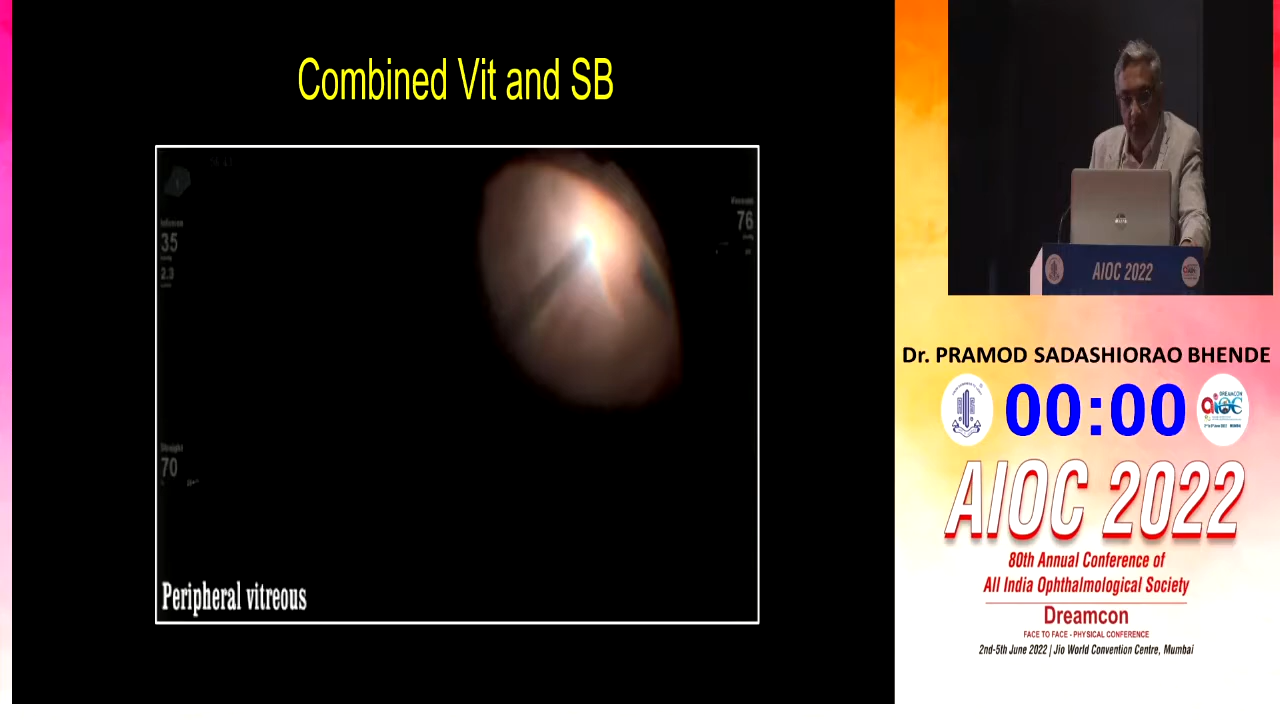 Combined Vit and SB
35
2.3
76
70
Peripheral vitreous
AIOC 2022
Dr. PRAMOD SADASHIORAO BHENDE
00:00
AIOC 2022
80th Annual Conference of
All India Ophthalmological Society
Dreamcon
FACE TO FACE - PHYSICAL CONFERENCE
2nd-5th June 2022 | Jio World Convention Centre, Mumbai